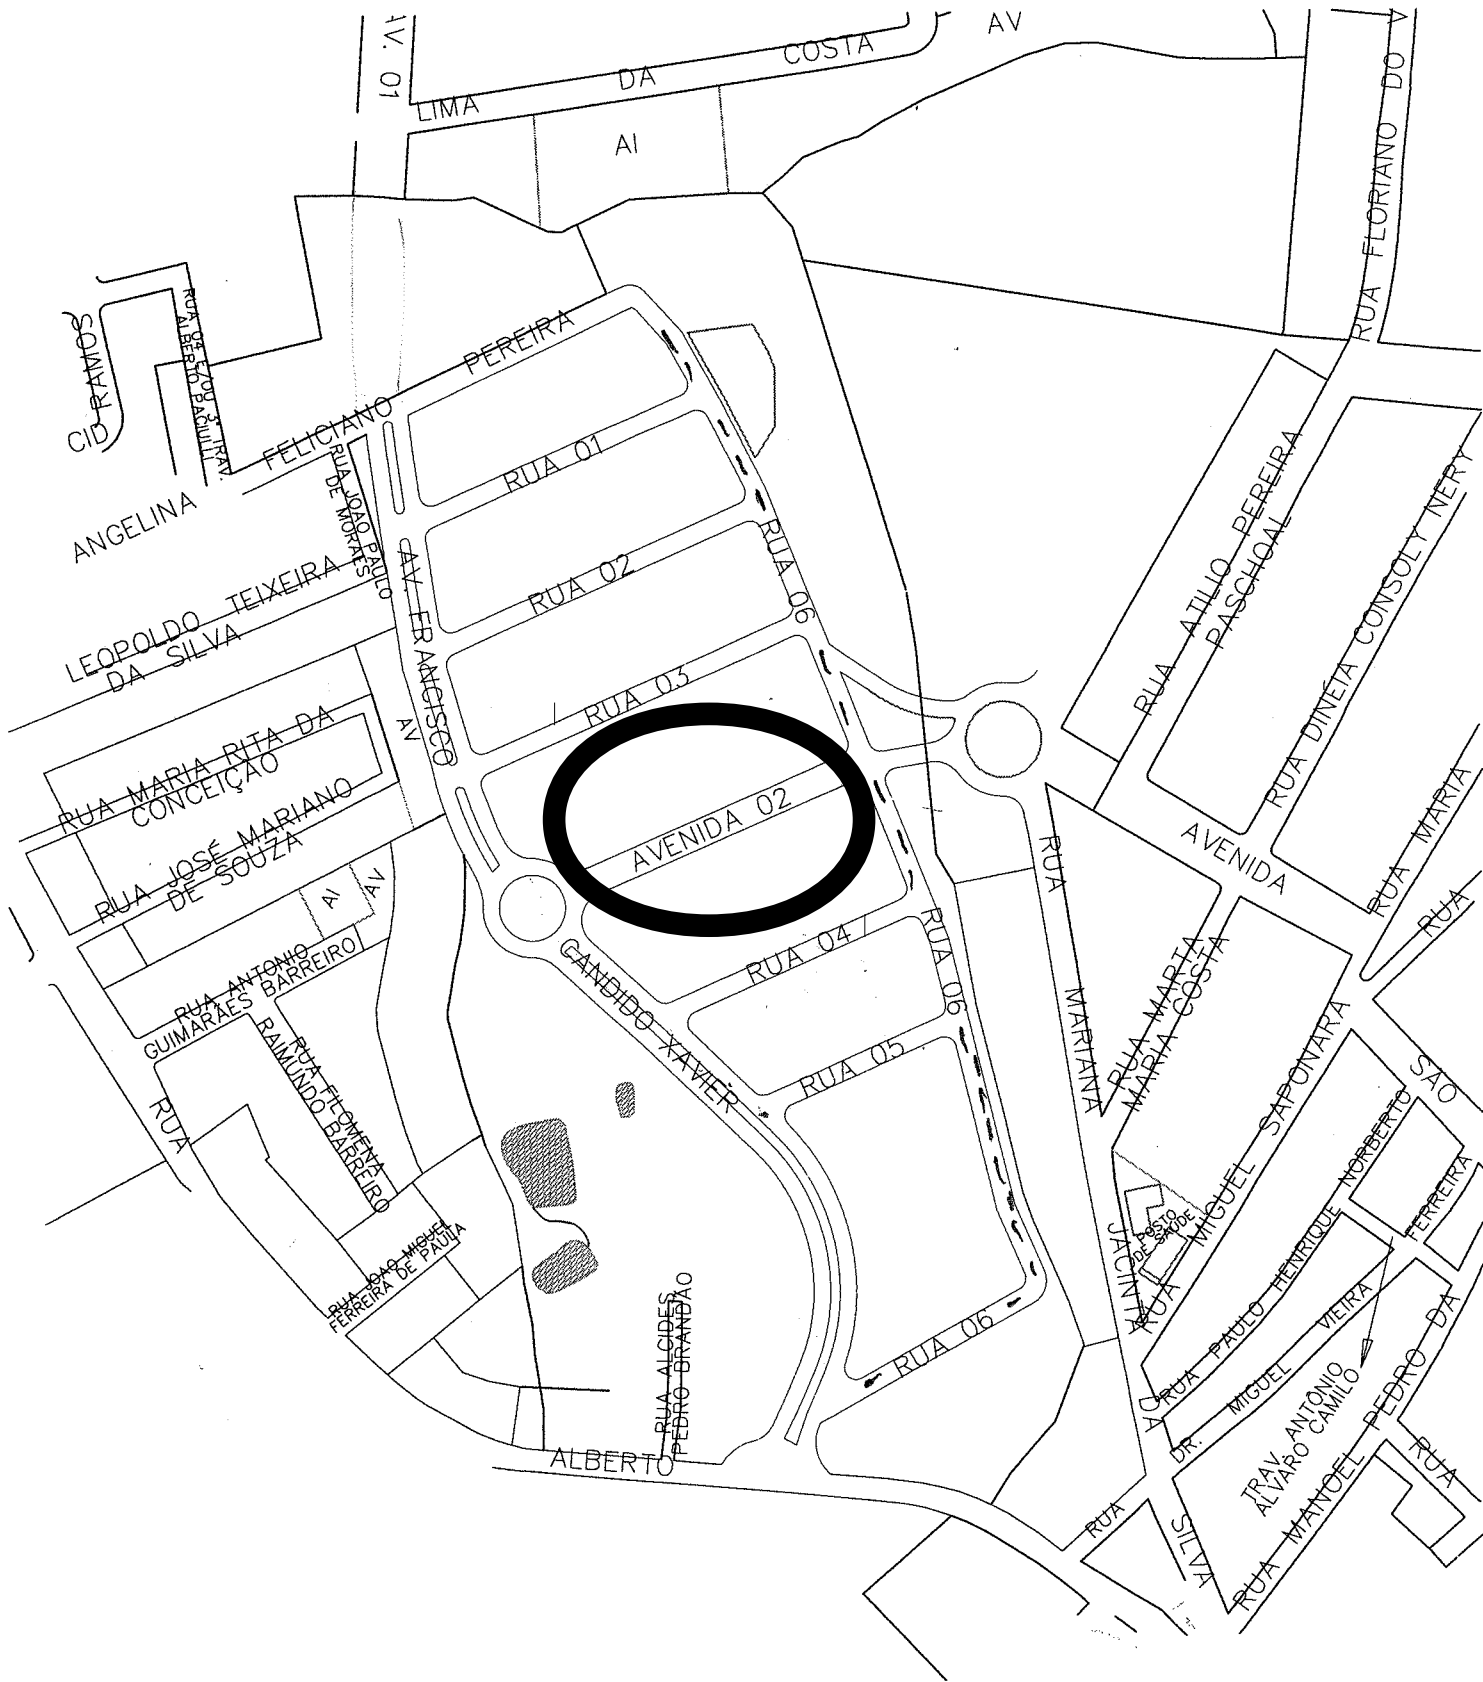 AV
AV. 01
LIMA DA COSTA
AI
RUA FLORIANO DO V
CID RAMOS
RUA 04 E/OU 3ª TRAV.
ALBERTO PACIULLI
ANGELINA FELICIANO PEREIRA
RUA JOAO PAULO
DE MORAES
LEOPOLDO TEIXEIRA
DA SILVA
RUA 01
RUA 02
RUA 03
RUA 06
AV. FRANCISCO
AV
RUA MARIA RITA DA
CONCEIÇÃO
RUA JOSÉ MARIANO
DE SOUZA
AI
AV
AVENIDA 02
RUA ATILIO PEREIRA
PASCHOAL
RUA DINÉIA CONSOLY NERY
RUA MARIA
AVENIDA
RUA
RUA ANTONIO
GUIMARÃES BARREIRO
RUA FILOMENA
RAIMUNDO BARREIRO
RUA
CANDIDO XAVIER
RUA 04
RUA 06
RUA 05
RUA MARIANA JACINTA DA SILVA
RUA MARTA
MARIA COSTA
SÃO
RUA MIGUEL SAPONARA
POSTO
DE SAÚDE
RUA PAULO HENRIQUE NORBERTO
FERREIRA
DR. MIGUEL VIEIRA
RUA JOAO MIGUEL
FERREIRA DE PAULA
RUA ALCIDES
PEDRO BRANDAO
RUA 06
TRAV. ANTONIO
ALVARO CAMILO
RUA MANOEL PEDRO DA
RUA
ALBERTO
RUA